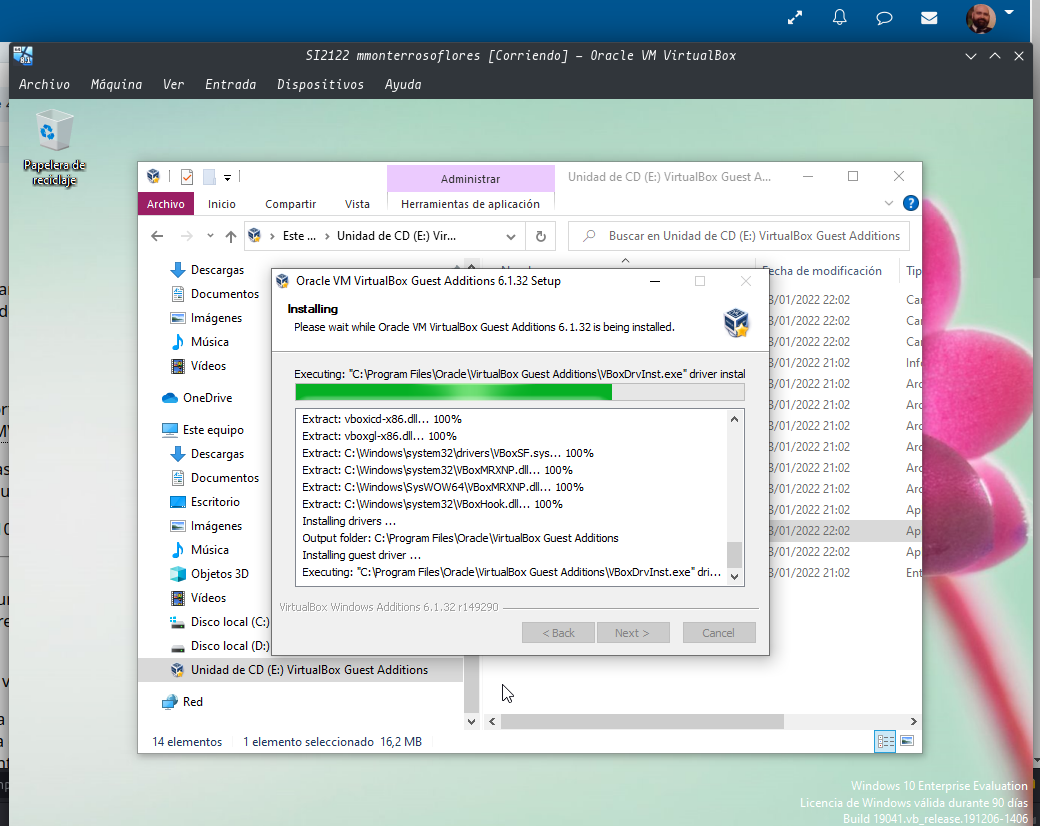 SI2122 mmonterrosoflores [Corriendo] – Oracle VM VirtualBox
Archivo Máquina Ver Entrada Dispositivos Ayuda
Papelera de
reciclaje
Administrar
Unidad de CD (E:) VirtualBox Guest A...
Archivo Inicio Compartir Vista Herramientas de aplicación
Este ... Unidad de CD (E:) Vir...
Buscar en Unidad de CD (E:) VirtualBox Guest Additions
Descargas
Documentos
Imágenes
Música
Vídeos
OneDrive
Este equipo
Descargas
Documentos
Escritorio
Imágenes
Música
Objetos 3D
Vídeos
Disco local (C:)
Disco local (D:)
Unidad de CD (E:) VirtualBox Guest Additions
Red
echa de modificación Tip
3/01/2022 22:02 Car
3/01/2022 22:02 Car
3/01/2022 22:02 Car
3/01/2022 21:02 Inf
3/01/2022 21:02 Arc
3/01/2022 21:02 Arc
3/01/2022 21:02 Arc
3/01/2022 21:02 Arc
3/01/2022 21:02 Arc
3/01/2022 21:02 Arc
3/01/2022 21:02 Ap
3/01/2022 22:02 Ap
3/01/2022 22:02 Ap
3/01/2022 21:02 Ent
Oracle VM VirtualBox Guest Additions 6.1.32 Setup
Installing
Please wait while Oracle VM VirtualBox Guest Additions 6.1.32 is being installed.
Executing: "C:\Program Files\Oracle\VirtualBox Guest Additions\VBoxDrvInst.exe" driver instal
Extract: vboxicd-x86.dll... 100%
Extract: vboxgl-x86.dll... 100%
Extract: C:\Windows\system32\drivers\VBoxSF.sys... 100%
Extract: C:\Windows\system32\VBoxMRXNP.dll... 100%
Extract: C:\Windows\SysWOW64\VBoxMRXNP.dll... 100%
Extract: C:\Windows\system32\VBoxHook.dll... 100%
Installing drivers ...
Output folder: C:\Program Files\Oracle\VirtualBox Guest Additions
Installing guest driver ...
Executing: "C:\Program Files\Oracle\VirtualBox Guest Additions\VBoxDrvInst.exe" dri...
VirtualBox Windows Additions 6.1.32 r149290
< Back Next > Cancel
14 elementos 1 elemento seleccionado 16,2 MB
Windows 10 Enterprise Evaluation
Licencia de Windows válida durante 90 días
Build 19041.vb_release.191206-1406